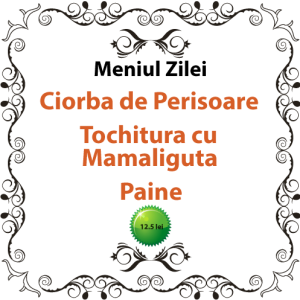 Meniul Zilei
Ciorba de Perisoare
Tochitura cu
Mamaliguta
Paine
12.5 lei